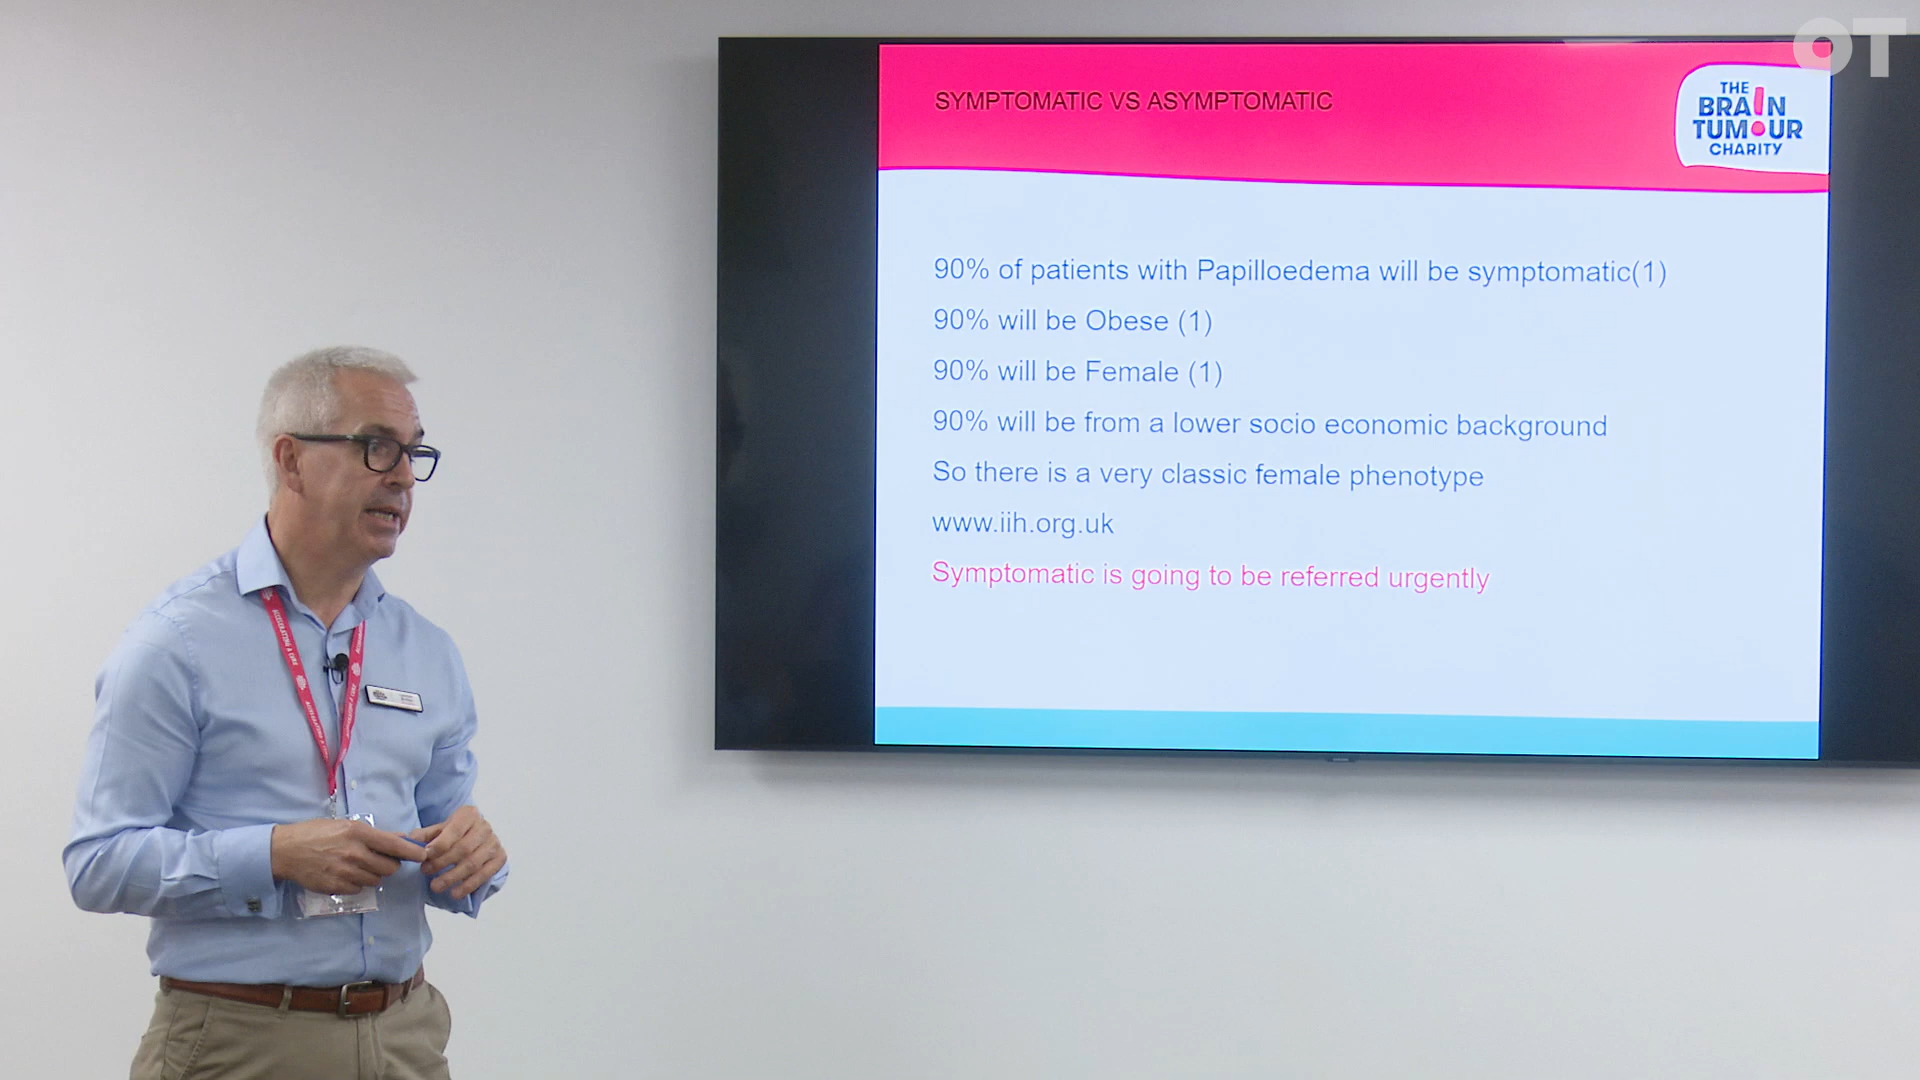 OT
SYMPTOMATIC VS ASYMPTOMATIC
THE
BRA!N
TUMOUR
CHARITY
90% of patients with Papilloedema will be symptomatic(1)
90% will be Obese (1)
90% will be Female (1)
90% will be from a lower socio economic background
So there is a very classic female phenotype
www.iih.org.uk
Symptomatic is going to be referred urgently
ACCELERATING A CURE